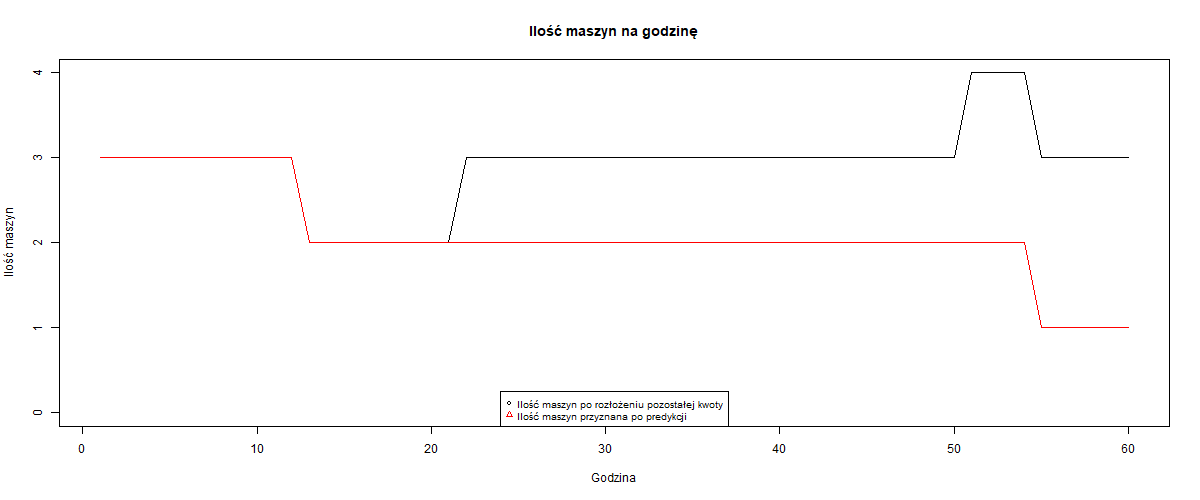 Ilość maszyn na godzinę
Ilość maszyn
4
3
2
1
0
Ilość maszyn po rozłożeniu pozostałej kwoty
Ilość maszyn przyznana po predykcji
0 10 20 30 40 50 60
Godzina